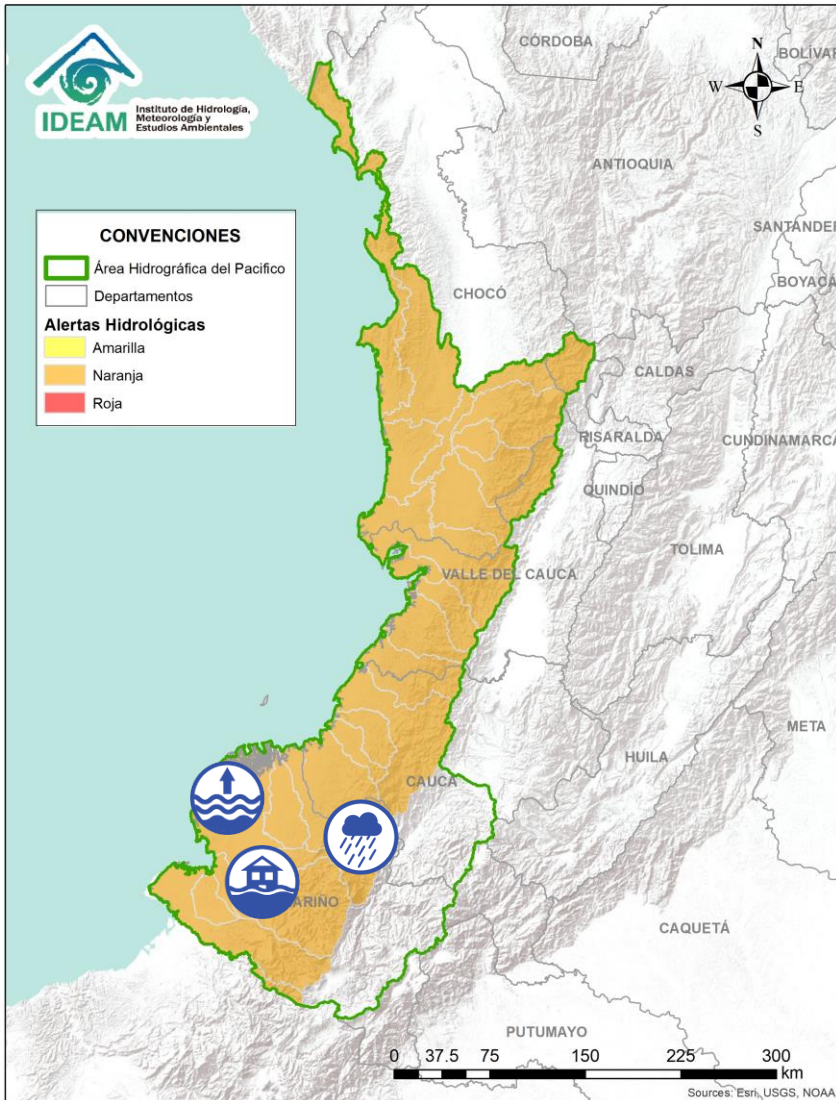 IDEAM
Instituto de Hidrología,
Meteorología y
Estudios Ambientales
N
W
E
S
CÓRDOBA
BOLÍVAR
ANTIOQUIA
SANTANDER
BOYACÁ
CHOCÓ
CONVENCIONES
Área Hidrográfica del Pacifico
Departamentos
Alertas Hidrológicas
Amarilla
Naranja
Roja
CALDAS
RISARALDA
CUNDINAMARCA
QUINDÍO
TOLIMA
VALLE DEL CAUCA
META
HUILA
CAUCA
ARIÑO
CAQUETÁ
PUTUMAYO
0 37.5 75 150 225 300
km
Sources: Esri, USGS, NOAA